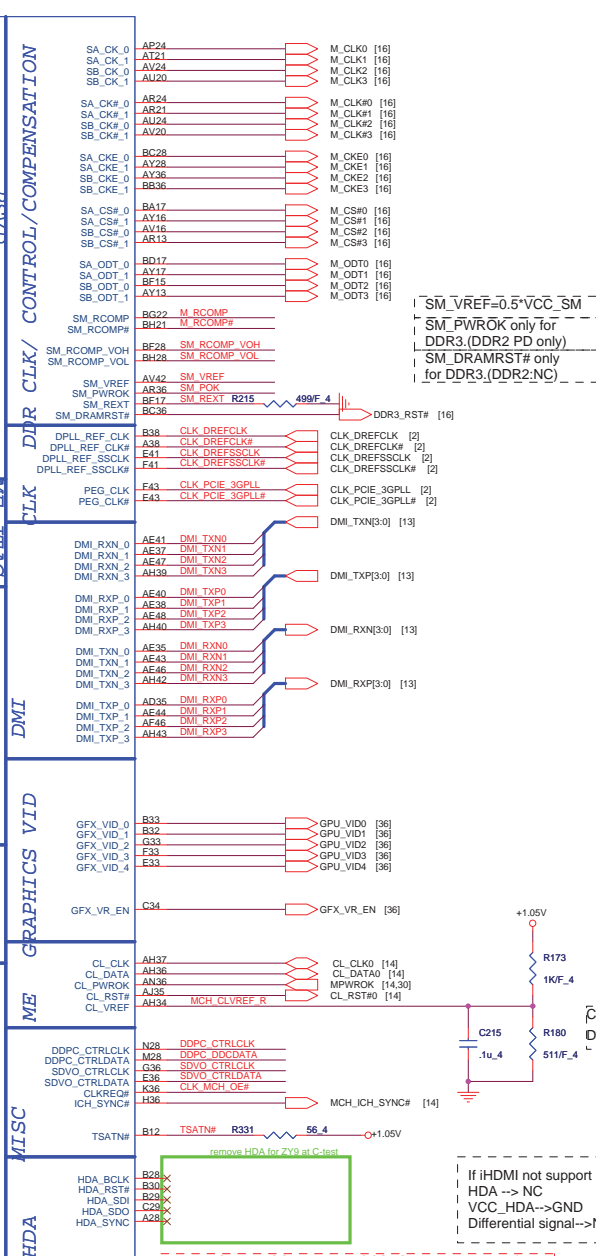 DDR CLK/ CONTROL/COMPENSATION
SA_CK_0 AP24 M_CLK0 [16]
SA_CK_1 AT21 M_CLK1 [16]
SB_CK_0 AV24 M_CLK2 [16]
SB_CK_1 AU20 M_CLK3 [16]
SA_CK#_0 AR24 M_CLK#0 [16]
SA_CK#_1 AR21 M_CLK#1 [16]
SB_CK#_0 AU24 M_CLK#2 [16]
SB_CK#_1 AV20 M_CLK#3 [16]
SA_CKE_0 BC28 M_CKE0 [16]
SA_CKE_1 AY28 M_CKE1 [16]
SB_CKE_0 AY36 M_CKE2 [16]
SB_CKE_1 BB36 M_CKE3 [16]
SA_CS#_0 BA17 M_CS#0 [16]
SA_CS#_1 AY16 M_CS#1 [16]
SB_CS#_0 AV16 M_CS#2 [16]
SB_CS#_1 AR13 M_CS#3 [16]
SA_ODT_0 BD17 M_ODT0 [16]
SA_ODT_1 AY17 M_ODT1 [16]
SB_ODT_0 BF15 M_ODT2 [16]
SB_ODT_1 AY13 M_ODT3 [16]
SM_VREF=0.5*VCC_SM
SM_PWROK only for
DDR3.(DDR2 PD only)
SM_DRAMRST# only
for DDR3.(DDR2:NC)
SM_RCOMP BG22 M_RCOMP
SM_RCOMP# BH21 M_RCOMP#
SM_RCOMP_VOH BF28 SM_RCOMP_VOH
SM_RCOMP_VOL BH28 SM_RCOMP_VOL
SM_VREF AV42 SM_VREF
SM_PWROK AR36 SM_POK
SM_REXT BF17 SM_REXT R215 499/F_4
SM_DRAMRST# BC36 DDR3_RST# [16]
CLK
DPLL_REF_CLK B38 CLK_DREFCLK CLK_DREFCLK [2]
DPLL_REF_CLK# A38 CLK_DREFCLK# CLK_DREFCLK# [2]
DPLL_REF_SSCLK E41 CLK_DREFSSCLK CLK_DREFSSCLK [2]
DPLL_REF_SSCLK# F41 CLK_DREFSSCLK# CLK_DREFSSCLK# [2]
PEG_CLK F43 CLK_PCIE_3GPLL CLK_PCIE_3GPLL [2]
PEG_CLK# E43 CLK_PCIE_3GPLL# CLK_PCIE_3GPLL# [2]
DMI
DMI_TXN[3:0] [13]
DMI_RXN_0 AE41 DMI_TXN0
DMI_RXN_1 AE37 DMI_TXN1
DMI_RXN_2 AE47 DMI_TXN2
DMI_RXN_3 AH39 DMI_TXN3
DMI_TXP[3:0] [13]
DMI_RXP_0 AE40 DMI_TXP0
DMI_RXP_1 AE38 DMI_TXP1
DMI_RXP_2 AE48 DMI_TXP2
DMI_RXP_3 AH40 DMI_TXP3
DMI_RXN[3:0] [13]
DMI_TXN_0 AE35 DMI_RXN0
DMI_TXN_1 AE43 DMI_RXN1
DMI_TXN_2 AE46 DMI_RXN2
DMI_TXN_3 AH42 DMI_RXN3
DMI_RXP[3:0] [13]
DMI_TXP_0 AD35 DMI_RXP0
DMI_TXP_1 AE44 DMI_RXP1
DMI_TXP_2 AF46 DMI_RXP2
DMI_TXP_3 AH43 DMI_RXP3
GRAPHICS VID
GFX_VID_0 B33 GPU_VID0 [36]
GFX_VID_1 B32 GPU_VID1 [36]
GFX_VID_2 G33 GPU_VID2 [36]
GFX_VID_3 F33 GPU_VID3 [36]
GFX_VID_4 E33 GPU_VID4 [36]
GFX_VR_EN C34 GFX_VR_EN [36]
+1.05V
R173
1K/F_4
ME
CL_CLK AH37 CL_CLK0 [14]
CL_DATA AH36 CL_DATA0 [14]
CL_PWROK AN36 MPWROK [14,30]
CL_RST# AJ35 CL_RST#0 [14]
CL_VREF AH34 MCH_CLVREF_R
C215
.1u_4
R180
511/F_4
MISC
DDPC_CTRLCLK N28 DDPC_CTRLCLK
DDPC_CTRLDATA M28 DDPC_DDCDATA
SDVO_CTRLCLK G36 SDVO_CTRLCLK
SDVO_CTRLDATA E36 SDVO_CTRLDATA
CLKREQ# K36 CLK_MCH_OE#
ICH_SYNC# H36 MCH_ICH_SYNC# [14]
TSATN# B12 TSATN# R331 56_4 +1.05V
remove HDA for ZY9 at C-test
HDA
HDA_BCLK B28
HDA_RST# B30
HDA_SDI B29
HDA_SDO C29
HDA_SYNC A28
If iHDMI not support
HDA --> NC
VCC_HDA-->GND
Differential signal-->N